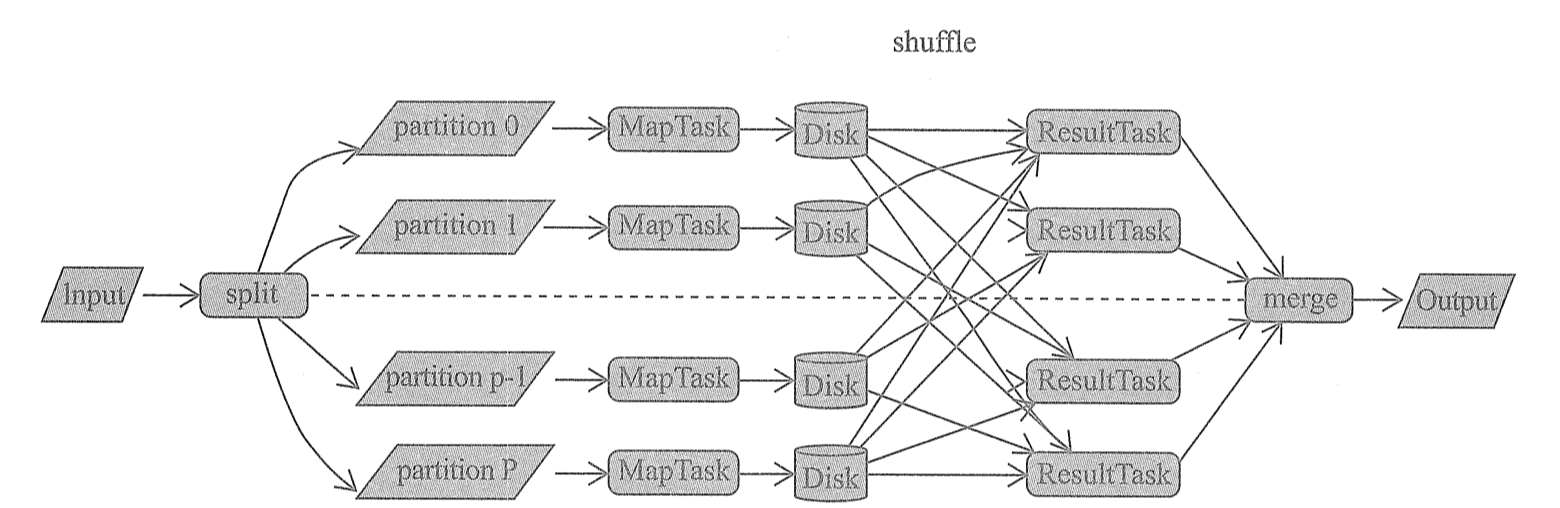 shuffle
partition 0
MapTask
Disk
ResultTask
partition 1
MapTask
Disk
ResultTask
Input
split
merge
Output
partition p-1
MapTask
Disk
ResultTask
partition P
MapTask
Disk
ResultTask